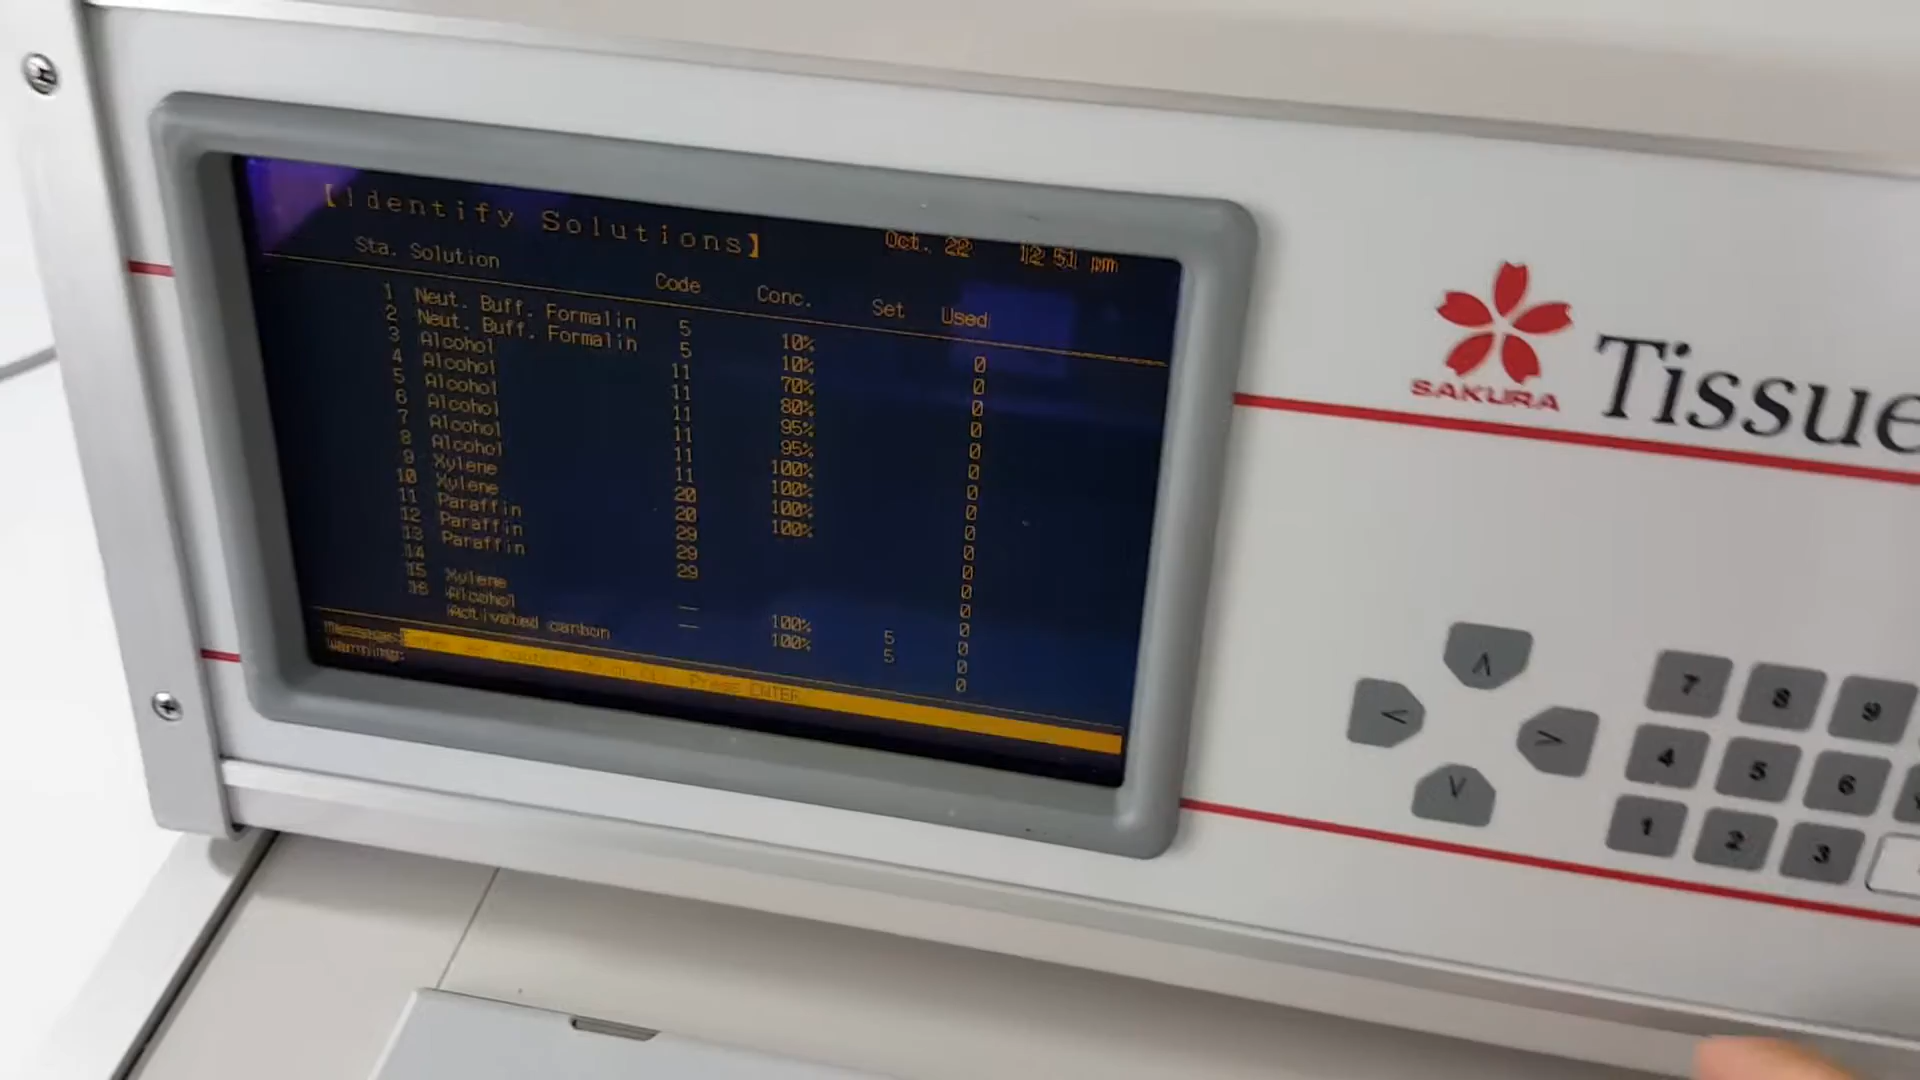 【Identify Solutions】 Oct. 22 12 51 pm
Sta. Solution Code Conc. Set Used
1 Neut. Buff. Formalin 5 10% 0
2 Neut. Buff. Formalin 5 10% 0
3 Alcohol 11 70% 0
4 Alcohol 11 80% 0
5 Alcohol 11 95% 0
6 Alcohol 11 95% 0
7 Alcohol 11 100% 0
8 Alcohol 11 100% 0
9 Xylene 20 100% 0
10 Xylene 20 100% 0
11 Paraffin 29 0
12 Paraffin 29 0
13 Paraffin 29 0
14 Xylene -- 100% 5 0
15 Alcohol -- 100% 5 0
16 Activated carbon 0
Message: Press ENTER
Warning:
SAKURA
Tissue
∧
<
>
∨
7 8 9
4 5 6
1 2 3